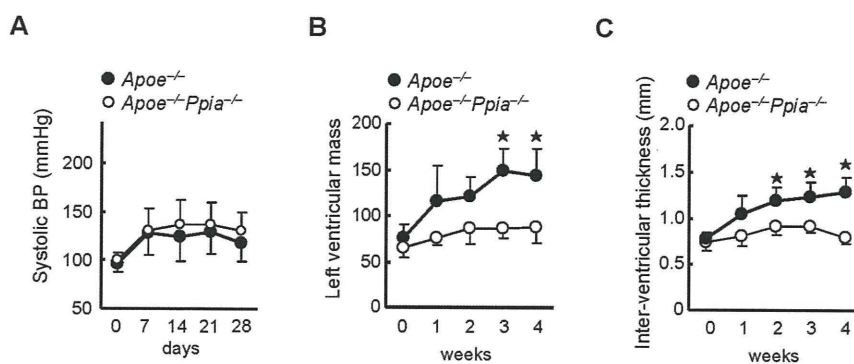 A
Apoe–/–
Apoe–/–Ppia–/–
Systolic BP (mmHg)
200
150
100
50
0 7 14 21 28
days
B
Apoe–/–
Apoe–/–Ppia–/–
Left ventricular mass
200
150
100
50
0
★ ★
0 1 2 3 4
weeks
C
Apoe–/–
Apoe–/–Ppia–/–
Inter-ventricular thickness (mm)
2.0
1.5
1.0
0.5
0
★ ★ ★
0 1 2 3 4
weeks